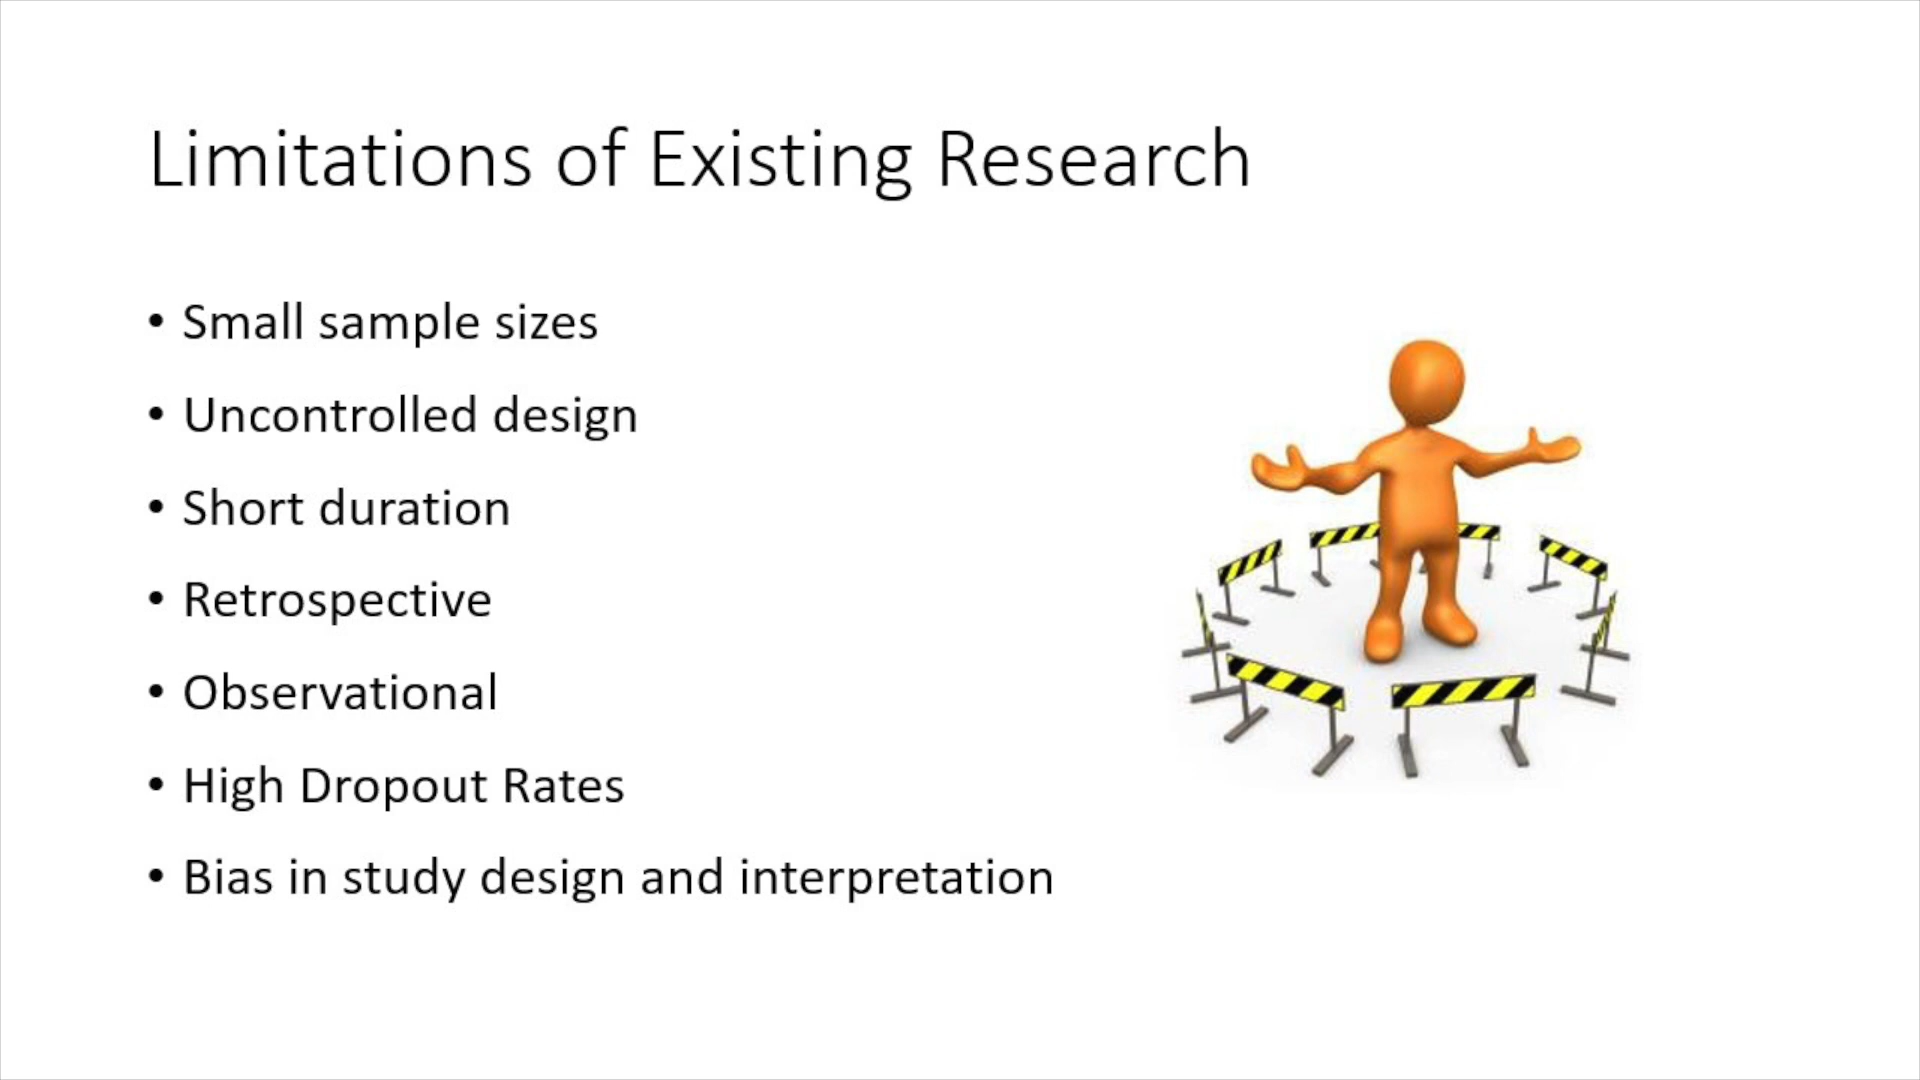 Limitations of Existing Research
• Small sample sizes
• Uncontrolled design
• Short duration
• Retrospective
• Observational
• High Dropout Rates
• Bias in study design and interpretation